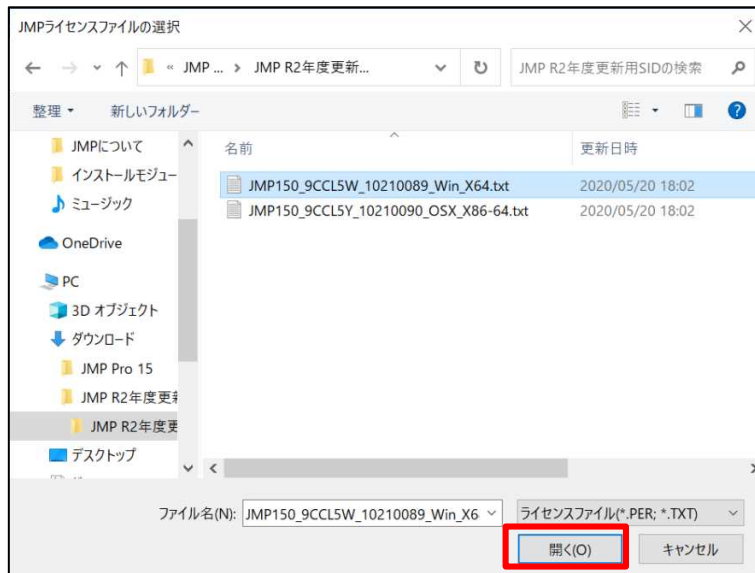 JMPライセンスファイルの選択
« JMP ... › JMP R2年度更新...
JMP R2年度更新用SIDの検索
整理 新しいフォルダー
名前 更新日時
JMPについて
インストールモジュー
ミュージック
OneDrive
PC
3D オブジェクト
ダウンロード
JMP Pro 15
JMP R2年度更新
JMP R2年度更
デスクトップ
JMP150_9CCL5W_10210089_Win_X64.txt 2020/05/20 18:02
JMP150_9CCL5Y_10210090_OSX_X86-64.txt 2020/05/20 18:02
ファイル名(N): JMP150_9CCL5W_10210089_Win_X6 ライセンスファイル(*.PER; *.TXT)
開く(O) キャンセル